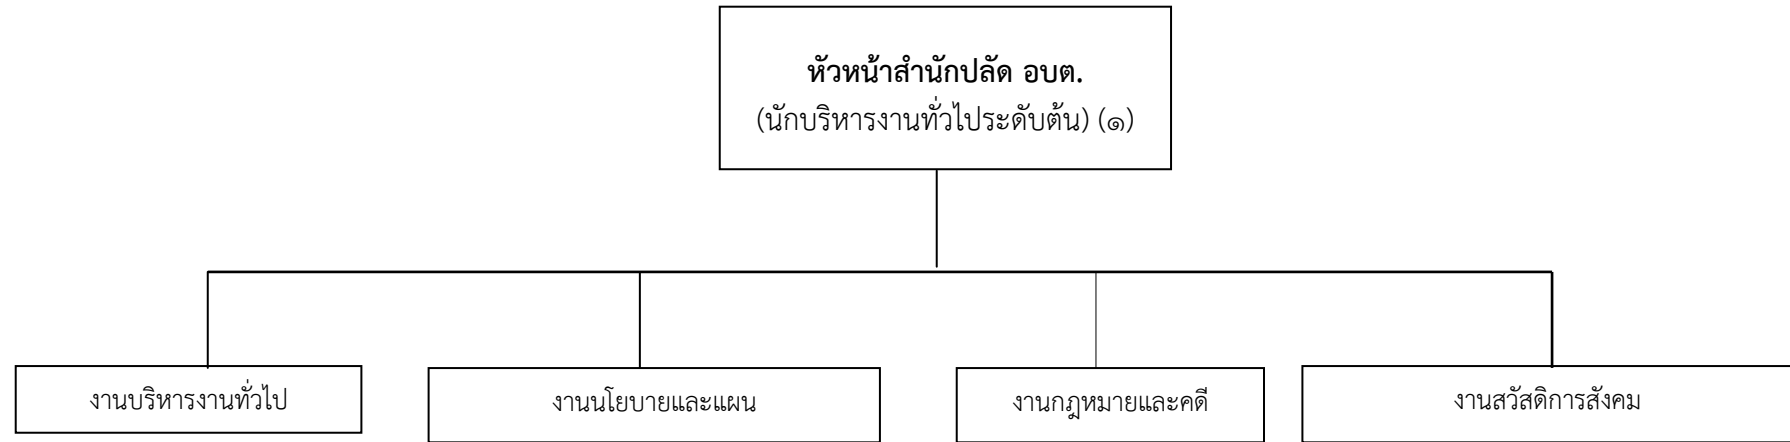 หัวหน้าสำนักปลัด อบต.
(นักบริหารงานทั่วไประดับต้น) (๑)
งานบริหารงานทั่วไป
งานนโยบายและแผน
งานกฎหมายและคดี
งานสวัสดิการสังคม